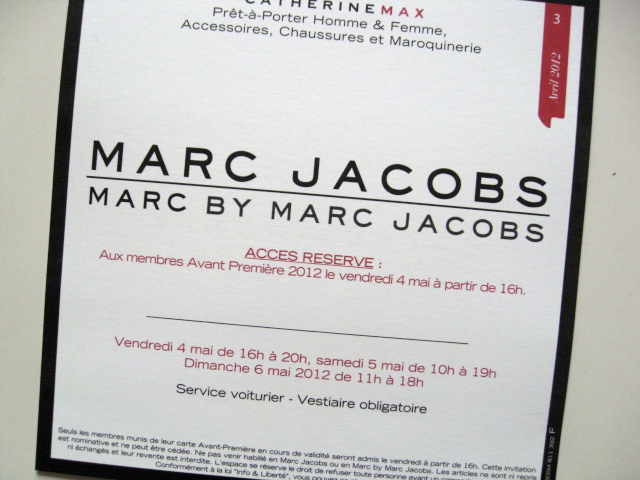 CATHERINEMAX
Prêt-à-Porter Homme & Femme,
Accessoires, Chaussures et Maroquinerie
3
Avril 2012
MARC JACOBS
MARC BY MARC JACOBS
ACCES RESERVE :
Aux membres Avant Première 2012 le vendredi 4 mai à partir de 16h.
Vendredi 4 mai de 16h à 20h, samedi 5 mai de 10h à 19h
Dimanche 6 mai 2012 de 11h à 18h
Service voiturier - Vestiaire obligatoire
Seuls les membres munis de leur carte Avant-Première en cours de validité seront admis le vendredi à partir de 16h. Cette invitation
est nominative et ne peut être cédée. Ne pas venir habillé en Marc Jacobs ou en Marc by Marc Jacobs. Les articles ne sont ni repris
ni échangés et leur revente est interdite. L'espace se réserve le droit de refuser toute personne
Conformément à la loi "Info & Liberté", vous pouvez